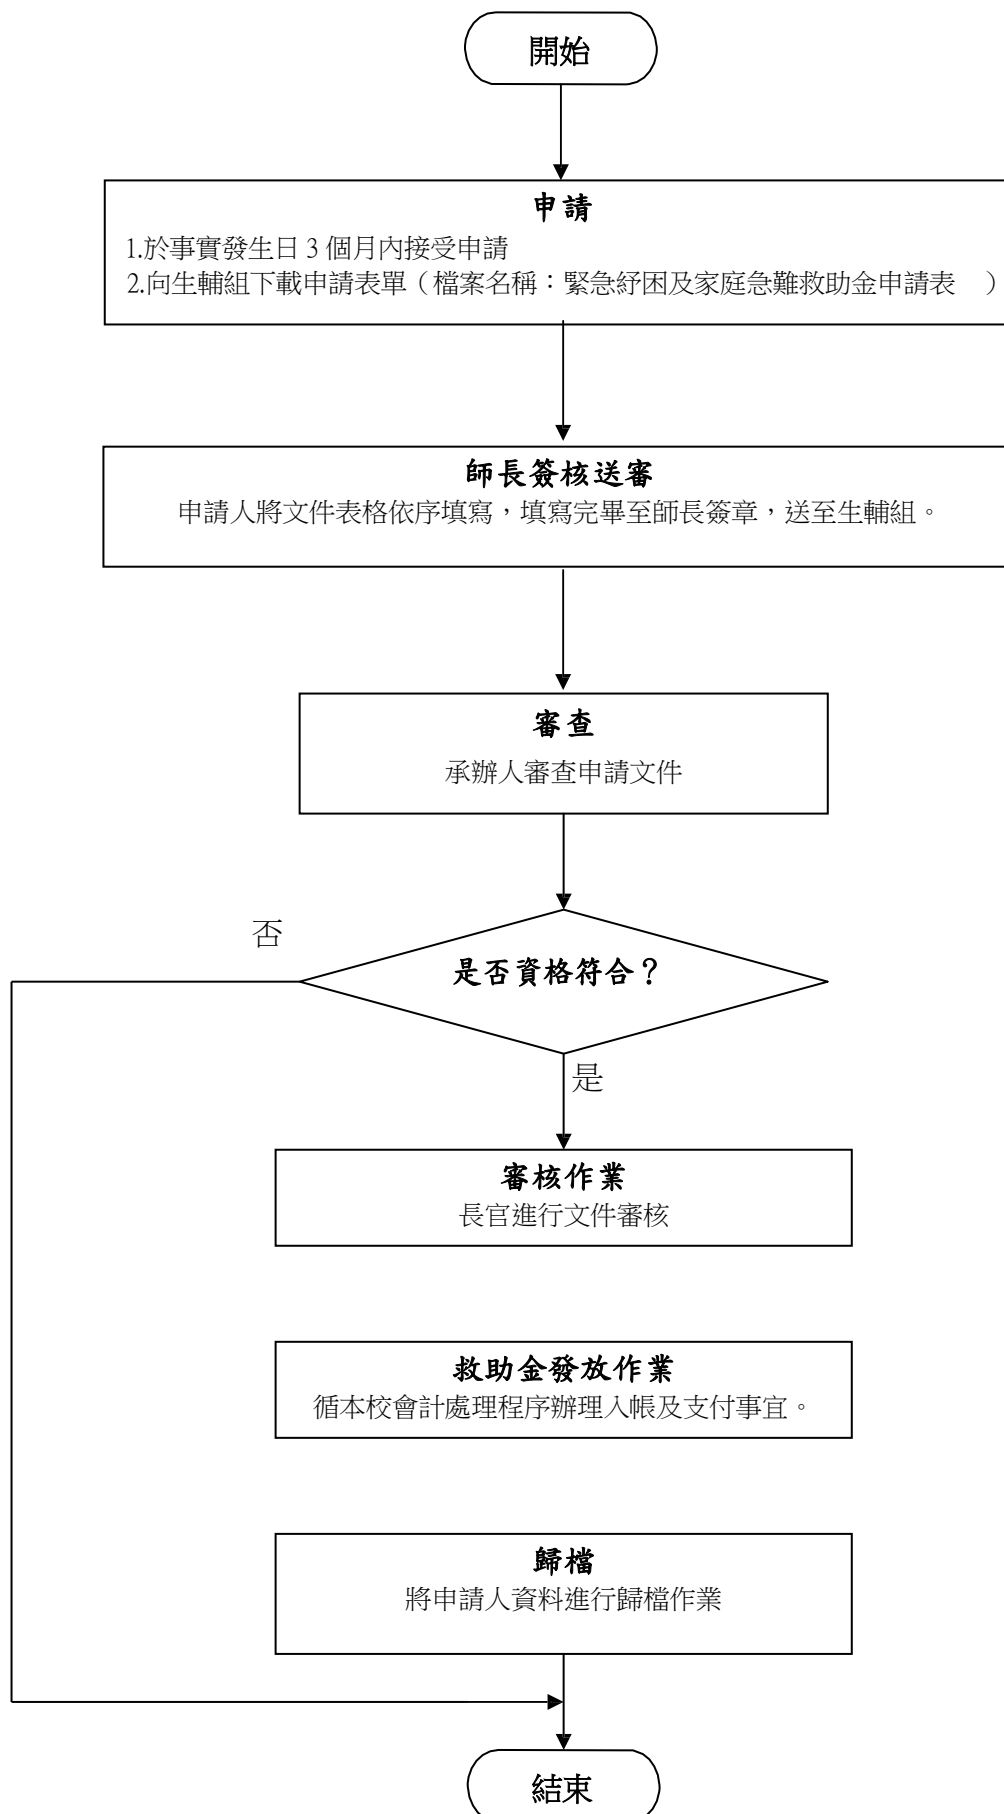 開始
申請
1.於事實發生日 3 個月內接受申請
2.向生輔組下載申請表單（檔案名稱：緊急紓困及家庭急難救助金申請表　）
師長簽核送審
申請人將文件表格依序填寫，填寫完畢至師長簽章，送至生輔組。
審查
承辦人審查申請文件
否
是否資格符合？
是
審核作業
長官進行文件審核
救助金發放作業
循本校會計處理程序辦理入帳及支付事宜。
歸檔
將申請人資料進行歸檔作業
結束